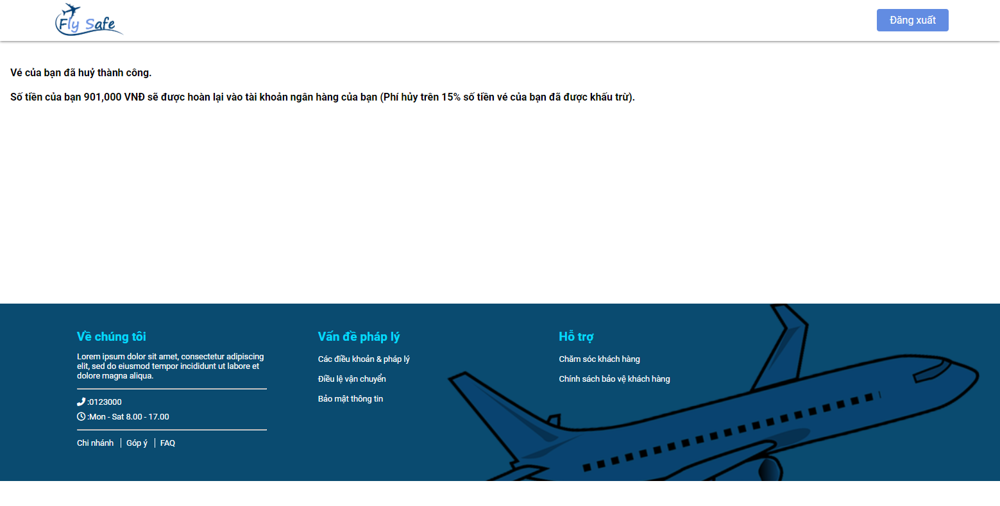 Fly Safe
Đăng xuất
Vé của bạn đã huỷ thành công.
Số tiền của bạn 901,000 VNĐ sẽ được hoàn lại vào tài khoản ngân hàng của bạn (Phí hủy trên 15% số tiền vé của bạn đã được khấu trừ).
Về chúng tôi
Lorem ipsum dolor sit amet, consectetur adipiscing
elit, sed do eiusmod tempor incididunt ut labore et
dolore magna aliqua.
:0123000
:Mon - Sat 8.00 - 17.00
Chi nhánh
Góp ý
FAQ
Vấn đề pháp lý
Các điều khoản & pháp lý
Điều lệ vận chuyển
Bảo mật thông tin
Hỗ trợ
Chăm sóc khách hàng
Chính sách bảo vệ khách hàng